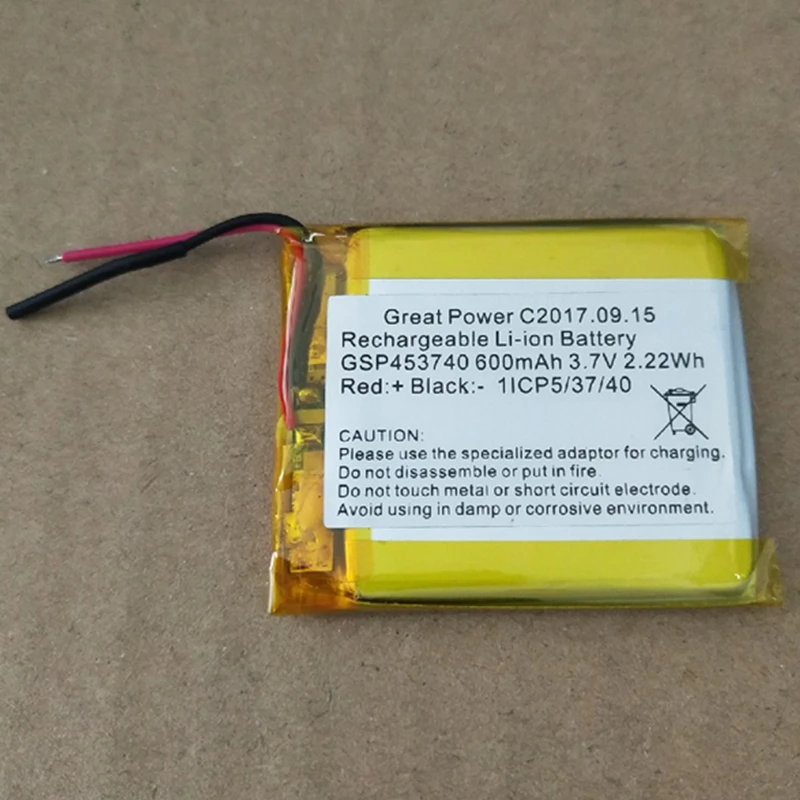 Great Power C2017.09.15
Rechargeable Li-ion Battery
GSP453740 600mAh 3.7V 2.22Wh
Red:+ Black:- 1ICP5/37/40
CAUTION:
Please use the specialized adaptor for charging.
Do not disassemble or put in fire.
Do not touch metal or short circuit electrode.
Avoid using in damp or corrosive environment.